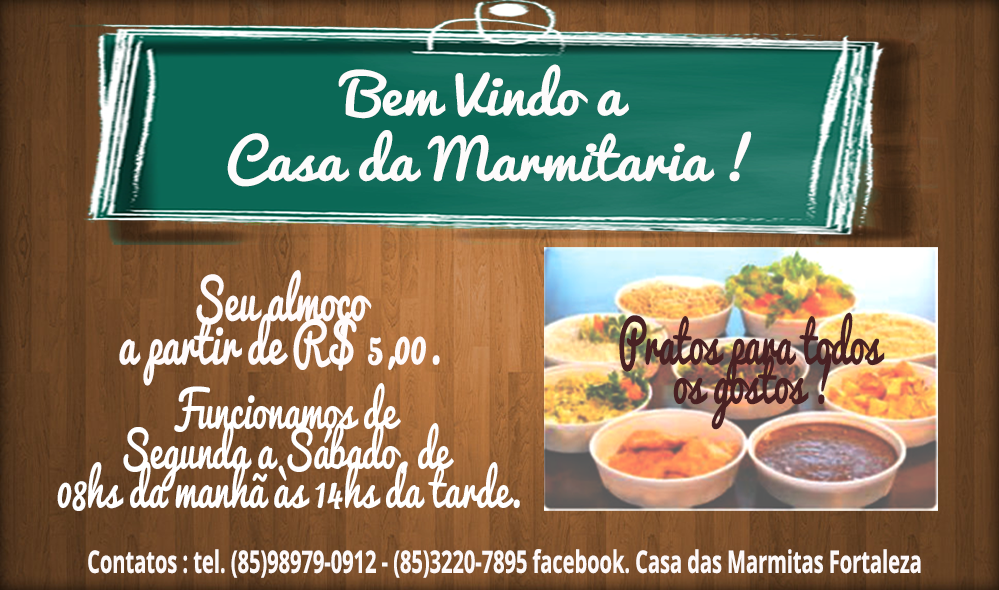 Bem Vindo a
Casa da Marmitaria !
Seu almoço
a partir de R$ 5,00 .
Funcionamos de
Segunda a Sábado de
08hs da manhã às 14hs da tarde.
Pratos para todos
os gostos !
Contatos : tel. (85)98979-0912 - (85)3220-7895 facebook. Casa das Marmitas Fortaleza